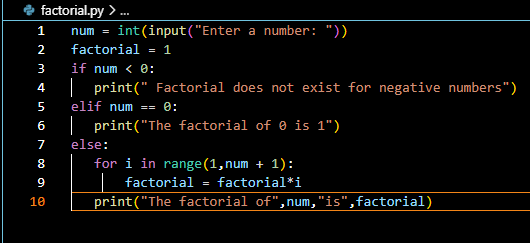 factorial.py > ...
1 num = int(input("Enter a number: "))
2 factorial = 1
3 if num < 0:
4     print(" Factorial does not exist for negative numbers")
5 elif num == 0:
6     print("The factorial of 0 is 1")
7 else:
8     for i in range(1,num + 1):
9         factorial = factorial*i
10     print("The factorial of",num,"is",factorial)